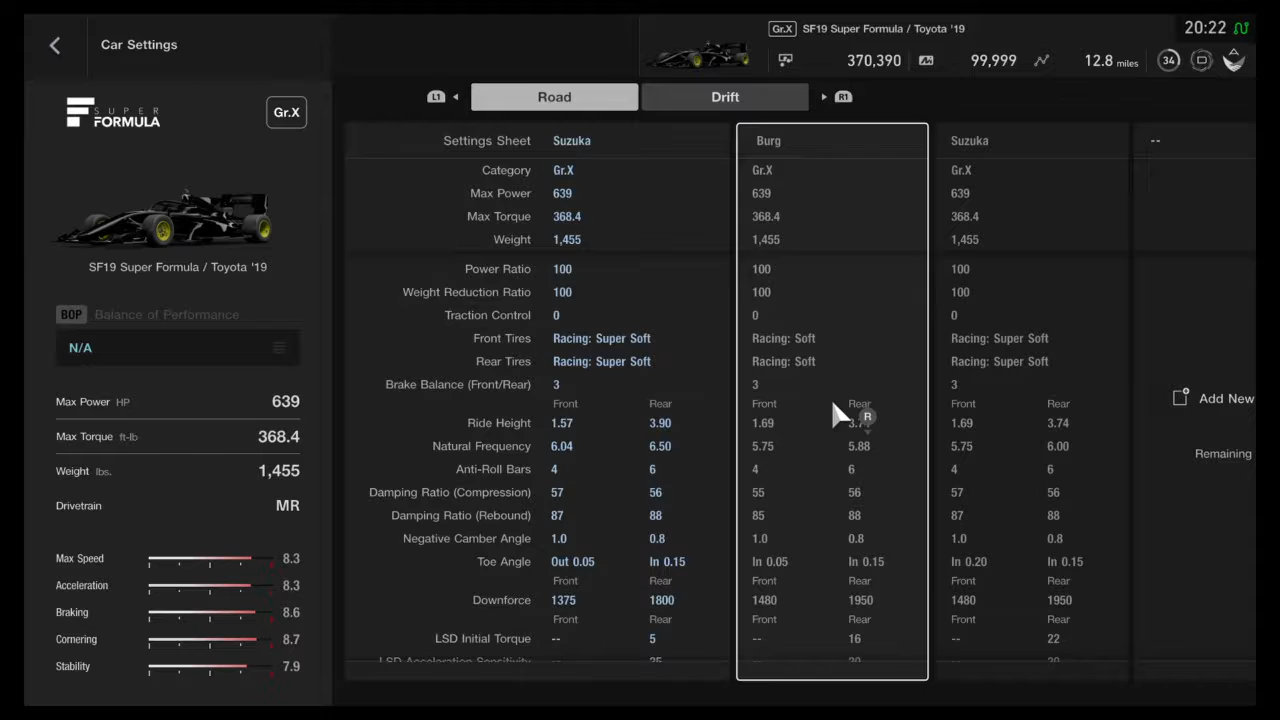 Car Settings
Gr.X SF19 Super Formula / Toyota '19
20:22
370,390
99,999
12.8 miles
34
SUPER
FORMULA
Gr.X
SF19 Super Formula / Toyota '19
BOP Balance of Performance
N/A
Max Power HP 639
Max Torque ft-lb 368.4
Weight lbs. 1,455
Drivetrain MR
Max Speed 8.3
Acceleration 8.3
Braking 8.6
Cornering 8.7
Stability 7.9
L1 Road Drift R1
Settings Sheet Suzuka Burg Suzuka --
Category Gr.X Gr.X Gr.X
Max Power 639 639 639
Max Torque 368.4 368.4 368.4
Weight 1,455 1,455 1,455
Power Ratio 100 100 100
Weight Reduction Ratio 100 100 100
Traction Control 0 0 0
Front Tires Racing: Super Soft Racing: Soft Racing: Super Soft
Rear Tires Racing: Super Soft Racing: Soft Racing: Super Soft
Brake Balance (Front/Rear) 3 3 3
Front Rear Front Rear Front Rear
Ride Height 1.57 3.90 1.69 1.69 3.74
R
Natural Frequency 6.04 6.50 5.75 5.88 5.75 6.00
Anti-Roll Bars 4 6 4 6 4 6
Damping Ratio (Compression) 57 56 55 56 57 56
Damping Ratio (Rebound) 87 88 85 88 87 88
Negative Camber Angle 1.0 0.8 1.0 0.8 1.0 0.8
Toe Angle Out 0.05 In 0.15 In 0.05 In 0.15 In 0.20 In 0.15
Front Rear Front Rear Front Rear
Downforce 1375 1800 1480 1950 1480 1950
Front Rear Front Rear Front Rear
LSD Initial Torque -- 5 -- 16 -- 22
LSD Acceleration Sensitivity
Add New
Remaining